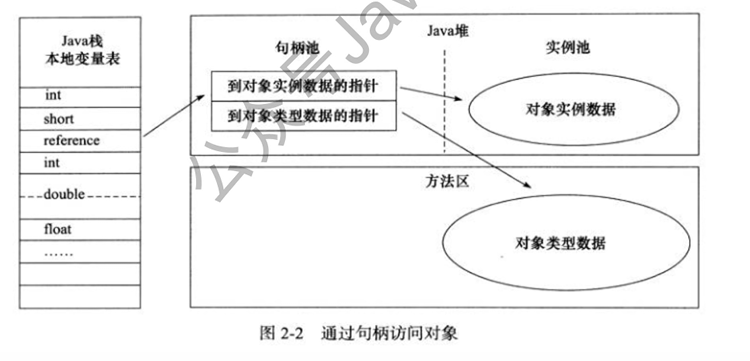 Java栈
本地变量表
int
short
reference
int
double
float
……
Java堆
句柄池
实例池
到对象实例数据的指针
到对象类型数据的指针
对象实例数据
方法区
对象类型数据
图 2-2 通过句柄访问对象
公众号Jav